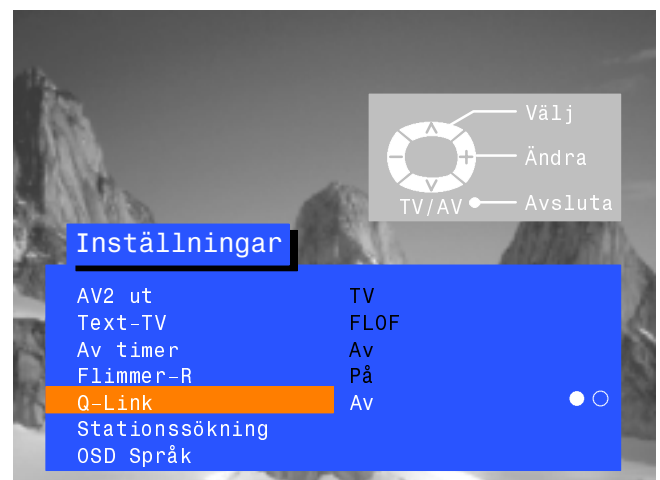 Välj
Ändra
TV/AV Avsluta
Inställningar
AV2 ut TV
Text-TV FLOF
Av timer Av
Flimmer-R På
Q-Link Av
Stationssökning
OSD Språk